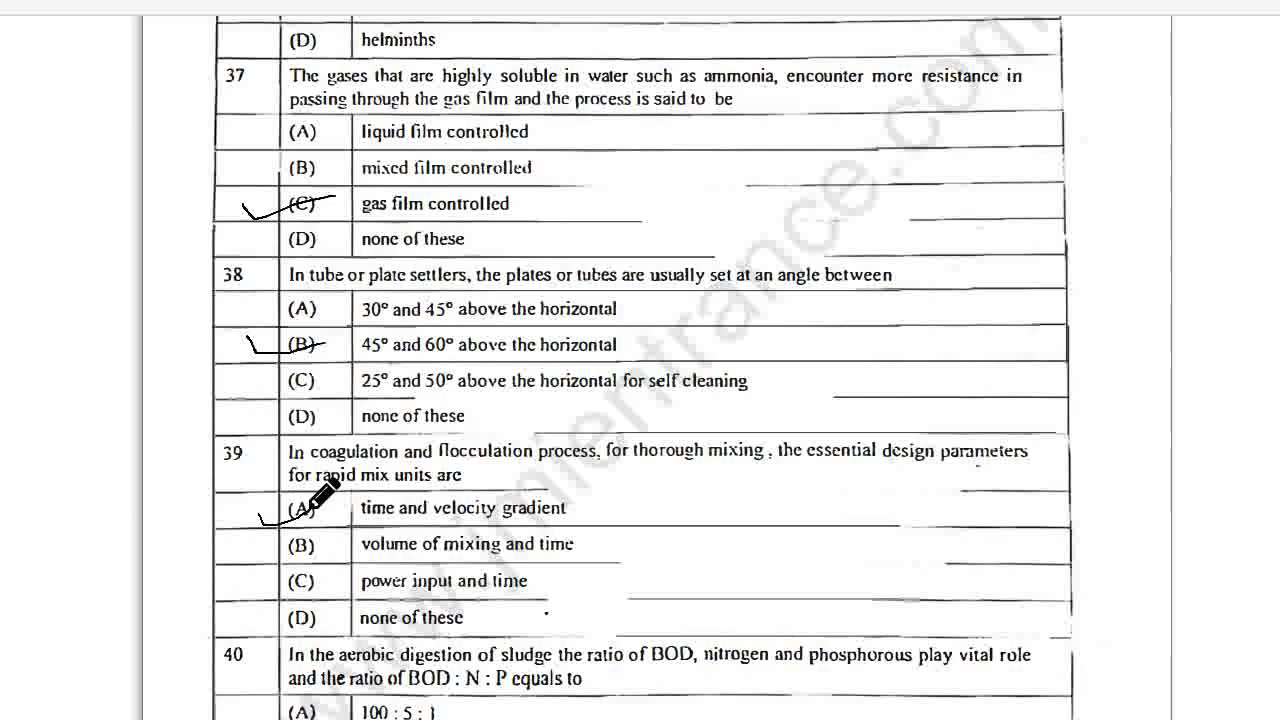 (D) helminths
37 The gases that are highly soluble in water such as ammonia, encounter more resistance in
passing through the gas film and the process is said to be
(A) liquid film controlled
(B) mixed film controlled
(C) gas film controlled
(D) none of these
38 In tube or plate settlers, the plates or tubes are usually set at an angle between
(A) 30° and 45° above the horizontal
(B) 45° and 60° above the horizontal
(C) 25° and 50° above the horizontal for self cleaning
(D) none of these
39 In coagulation and flocculation process, for thorough mixing, the essential design parameters
for rapid mix units are
(A) time and velocity gradient
(B) volume of mixing and time
(C) power input and time
(D) none of these
40 In the aerobic digestion of sludge the ratio of BOD, nitrogen and phosphorous play vital role
and the ratio of BOD : N : P equals to
(A) 100 : 5 : 1
www.jmientrance.com